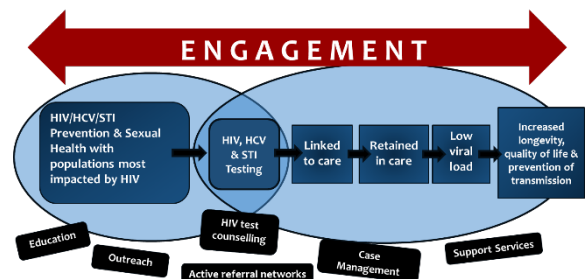 ENGAGEMENT
HIV/HCV/STI
Prevention & Sexual
Health with
populations most
impacted by HIV
HIV, HCV
& STI
Testing
Linked
to care
Retained
in care
Low
viral
load
Increased
longevity,
quality of life &
prevention of
transmission
Education
Outreach
HIV test
counselling
Active referral networks
Case
Management
Support Services